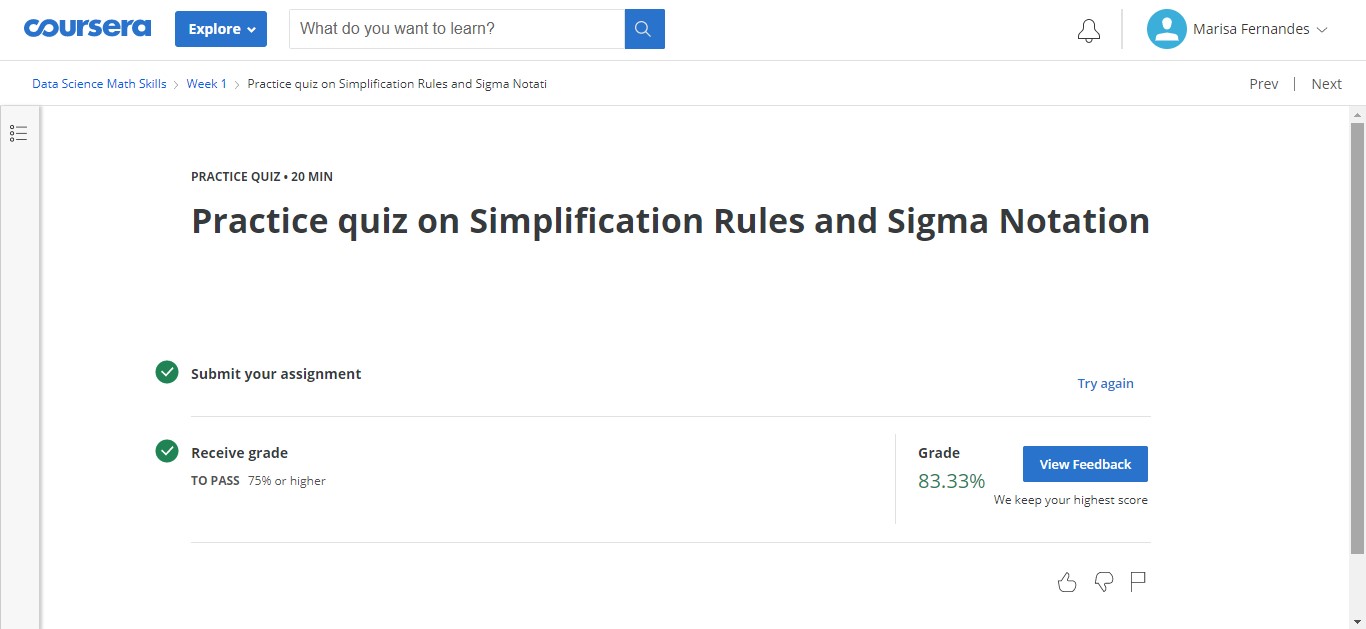 coursera
Explore
What do you want to learn?
Marisa Fernandes
Data Science Math Skills > Week 1 > Practice quiz on Simplification Rules and Sigma Notati
Prev | Next
PRACTICE QUIZ • 20 MIN
Practice quiz on Simplification Rules and Sigma Notation
Submit your assignment
Try again
Receive grade
TO PASS 75% or higher
Grade
83.33%
View Feedback
We keep your highest score